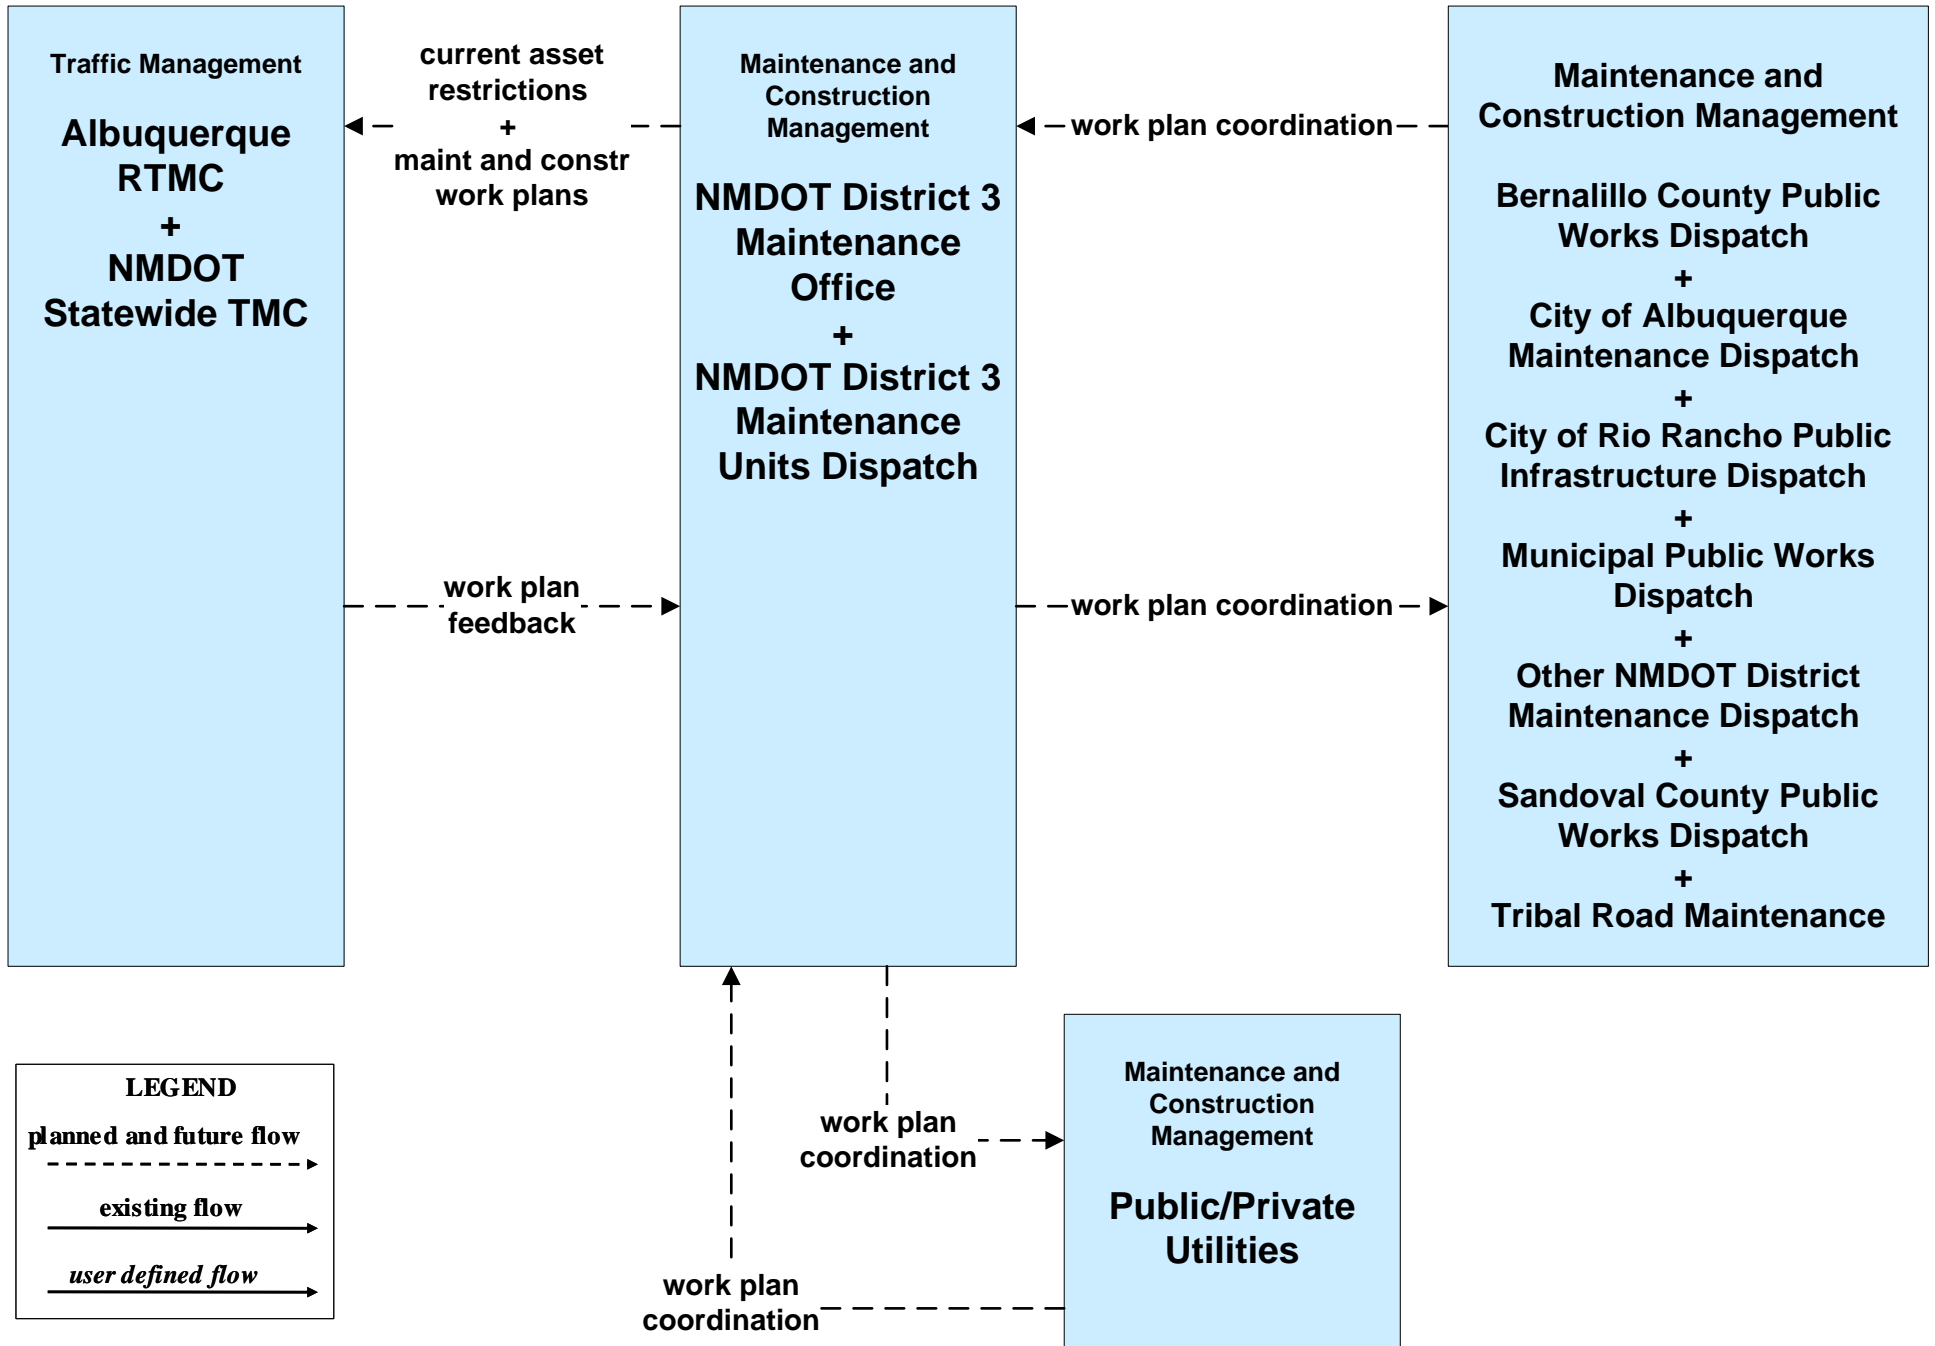 Traffic Management
Albuquerque
RTMC
+
NMDOT
Statewide TMC
current asset
restrictions
+
maint and constr
work plans
work plan
feedback
Maintenance and
Construction
Management
NMDOT District 3
Maintenance
Office
+
NMDOT District 3
Maintenance
Units Dispatch
work plan coordination
work plan coordination
Maintenance and
Construction Management
Bernalillo County Public
Works Dispatch
+
City of Albuquerque
Maintenance Dispatch
+
City of Rio Rancho Public
Infrastructure Dispatch
+
Municipal Public Works
Dispatch
+
Other NMDOT District
Maintenance Dispatch
+
Sandoval County Public
Works Dispatch
+
Tribal Road Maintenance
work plan
coordination
work plan
coordination
Maintenance and
Construction
Management
Public/Private
Utilities
LEGEND
planned and future flow
existing flow
user defined flow